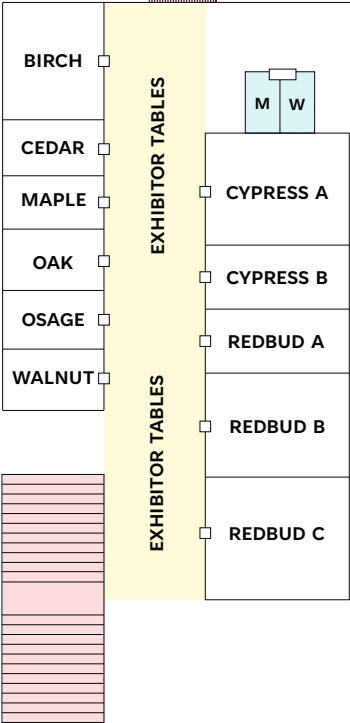 BIRCH
CEDAR
MAPLE
OAK
OSAGE
WALNUT
EXHIBITOR TABLES
EXHIBITOR TABLES
M W
CYPRESS A
CYPRESS B
REDBUD A
REDBUD B
REDBUD C